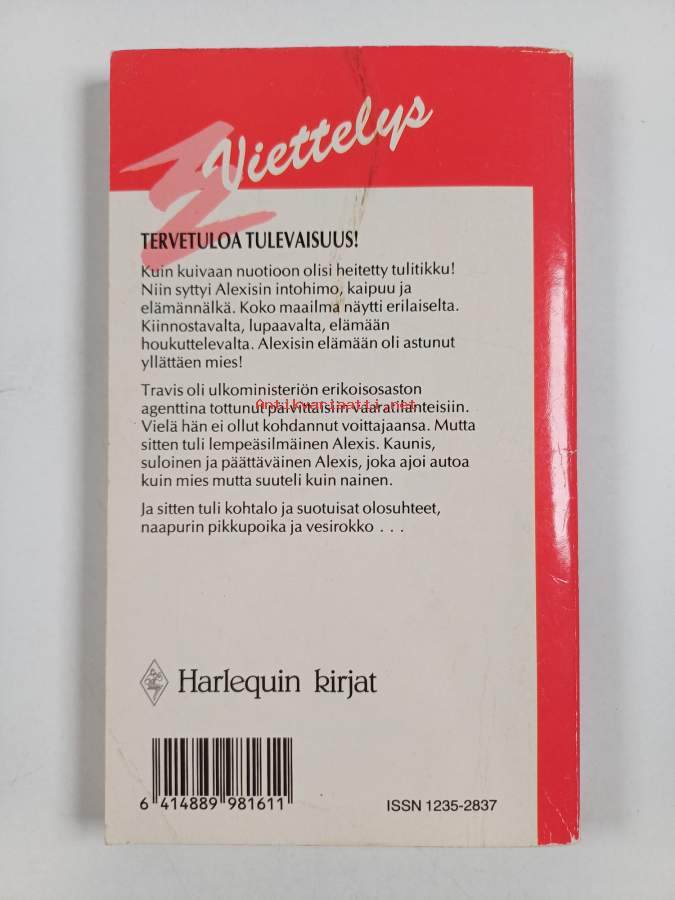 Viettelys
TERVETULOA TULEVAISUUS!
Kuin kuivaan nuotioon olisi heitetty tulitikku!
Niin syttyi Alexisin intohimo, kaipuu ja
elämännälkä. Koko maailma näytti erilaiselta.
Kiinnostavalta, lupaavalta, elämään
houkuttelevalta. Alexisin elämään oli astunut
yllättäen mies!
Travis oli ulkoministeriön erikoisosaston
agenttina tottunut päivittäisiin vaaratilanteisiin.
Antikvariaatti.net
Vielä hän ei ollut kohdannut voittajaansa. Mutta
sitten tuli lempeäsilmäinen Alexis. Kaunis,
suloinen ja päättäväinen Alexis, joka ajoi autoa
kuin mies mutta suuteli kuin nainen.
Ja sitten tuli kohtalo ja suotuisat olosuhteet,
naapurin pikkupoika ja vesirokko . . .
Harlequin kirjat
6 414889 981611
ISSN 1235-2837